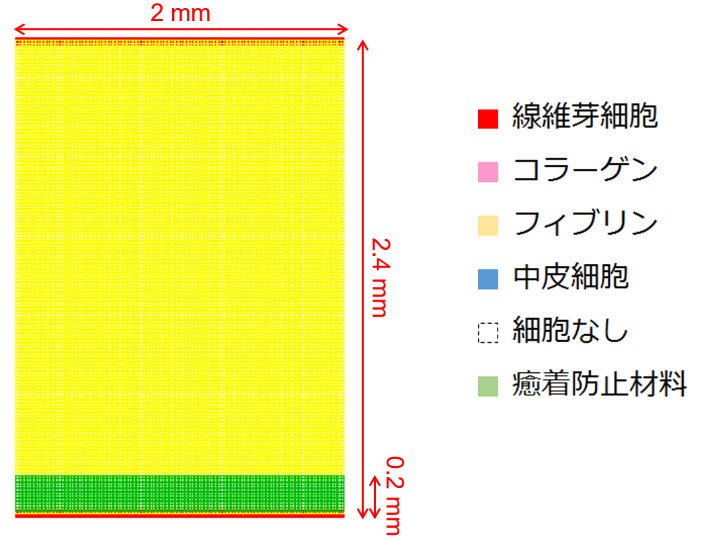 2 mm
2.4 mm
0.2 mm
線維芽細胞
コラーゲン
フィブリン
中皮細胞
細胞なし
癒着防止材料